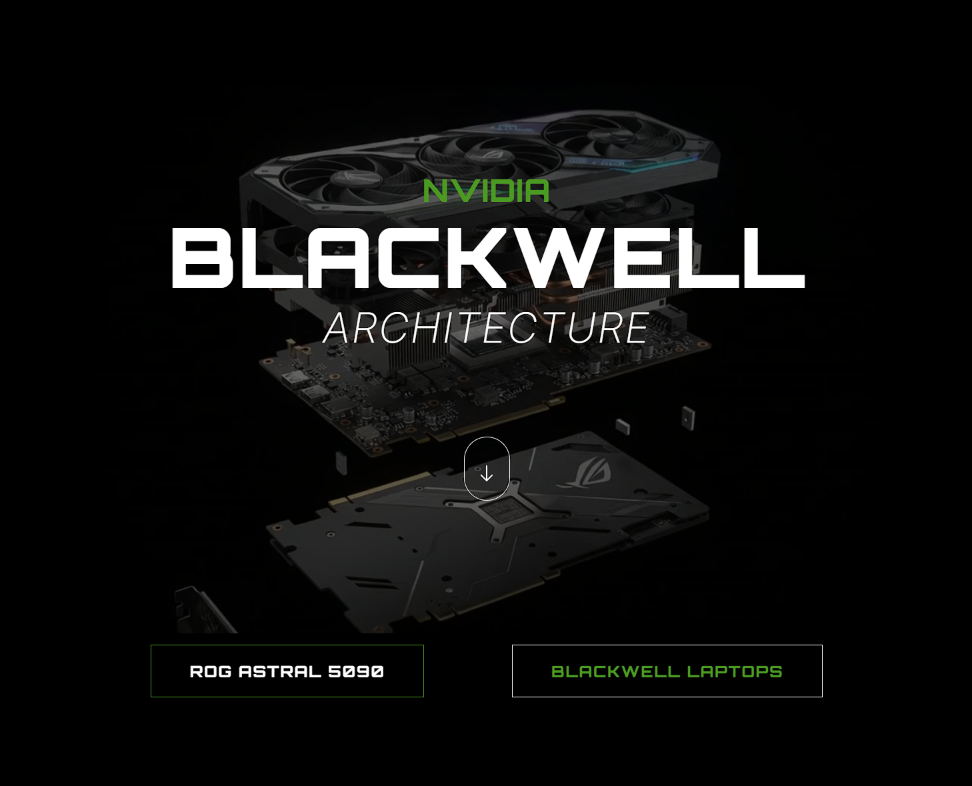 NVIDIA
BLACKWELL
ARCHITECTURE
ROG ASTRAL 5090
BLACKWELL LAPTOPS